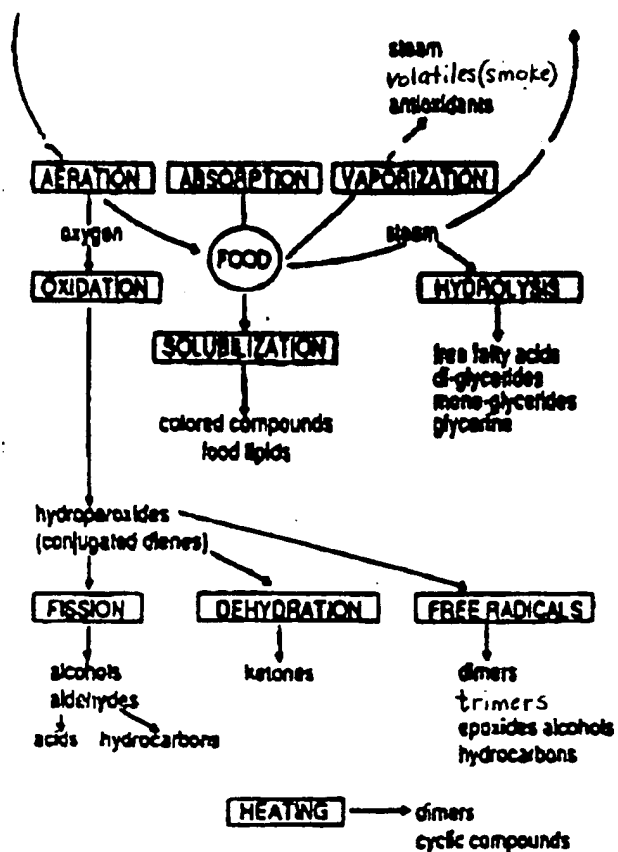 steam
volatiles(smoke)
antioxidants
AERATION
ABSORPTION
VAPORIZATION
oxygen
FOOD
steam
OXIDATION
HYDROLYSIS
SOLUBILIZATION
free fatty acids
di-glycerides
mono-glycerides
glycerine
colored compounds
food lipids
hydroperoxides
(conjugated dienes)
FISSION
DEHYDRATION
FREE RADICALS
alcohols
aldehydes
acids
hydrocarbons
ketones
dimers
trimers
epoxides alcohols
hydrocarbons
HEATING
dimers
cyclic compounds